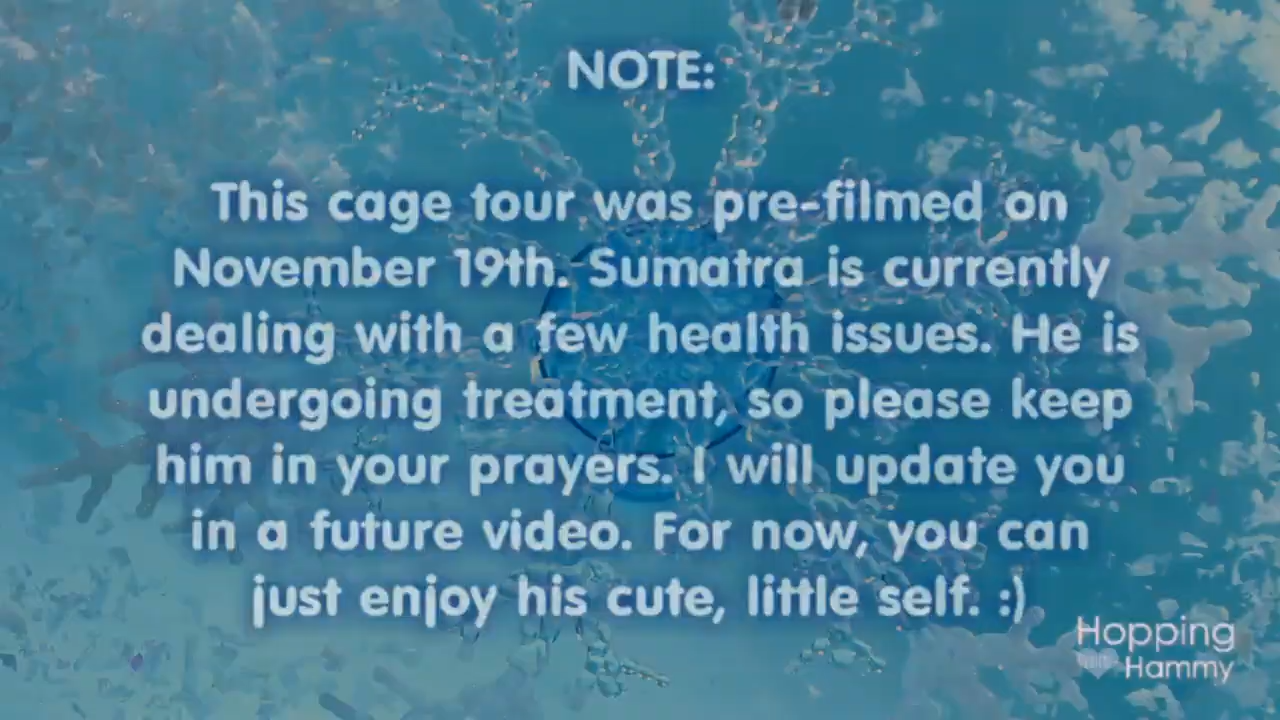 NOTE:
This cage tour was pre-filmed on
November 19th. Sumatra is currently
dealing with a few health issues. He is
undergoing treatment, so please keep
him in your prayers. I will update you
in a future video. For now, you can
just enjoy his cute, little self. :)
Hopping
Hammy